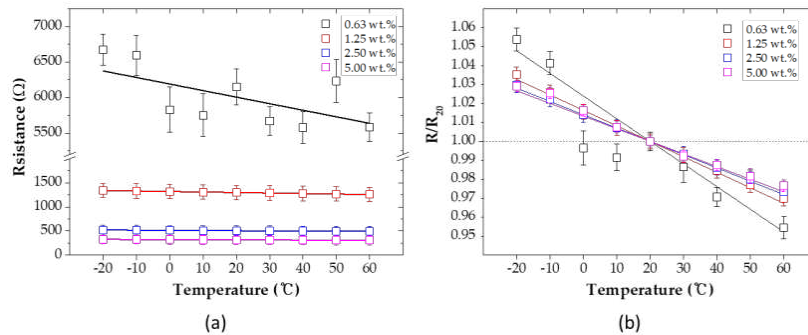 7000
6500
6000
5500
1500
1000
500
0
Rsistance (Ω)
-20 -10 0 10 20 30 40 50 60
Temperature (℃)
0.63 wt.%
1.25 wt.%
2.50 wt.%
5.00 wt.%
(a)
1.06
1.05
1.04
1.03
1.02
1.01
1.00
0.99
0.98
0.97
0.96
0.95
R/R20
-20 -10 0 10 20 30 40 50 60
Temperature (℃)
0.63 wt.%
1.25 wt.%
2.50 wt.%
5.00 wt.%
(b)